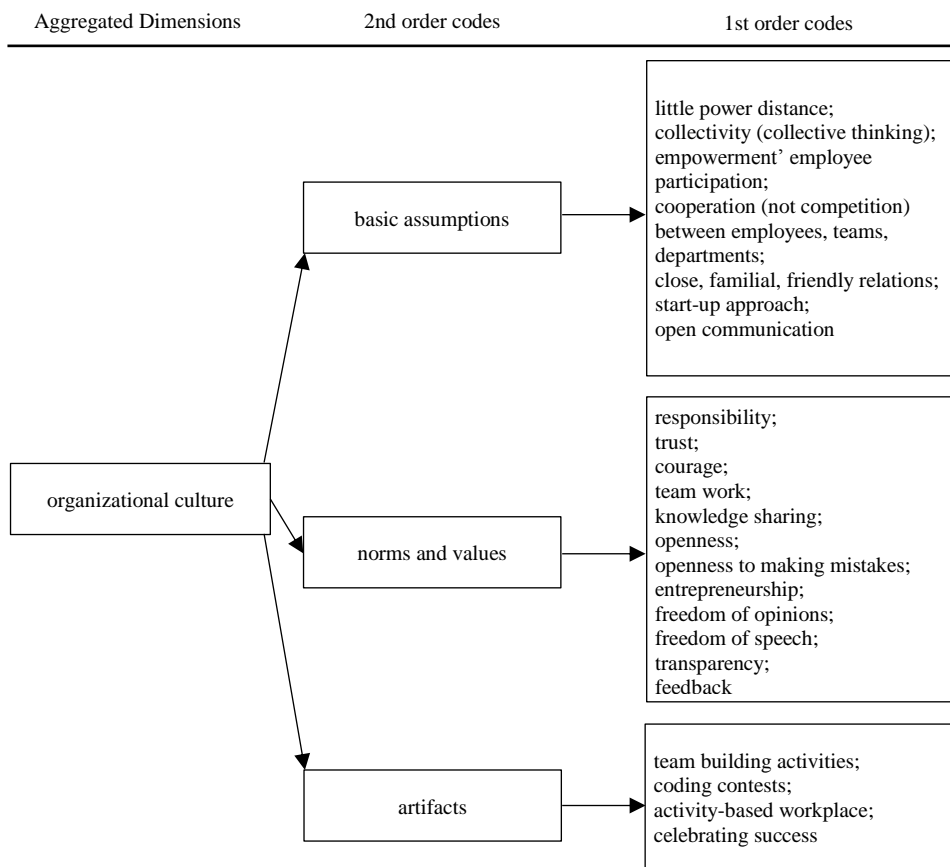 Aggregated Dimensions 2nd order codes 1st order codes
little power distance;
collectivity (collective thinking);
empowerment’ employee
participation;
cooperation (not competition)
between employees, teams,
departments;
close, familial, friendly relations;
start-up approach;
open communication
basic assumptions
responsibility;
trust;
courage;
team work;
knowledge sharing;
openness;
openness to making mistakes;
entrepreneurship;
freedom of opinions;
freedom of speech;
transparency;
feedback
organizational culture
norms and values
team building activities;
coding contests;
activity-based workplace;
celebrating success
artifacts